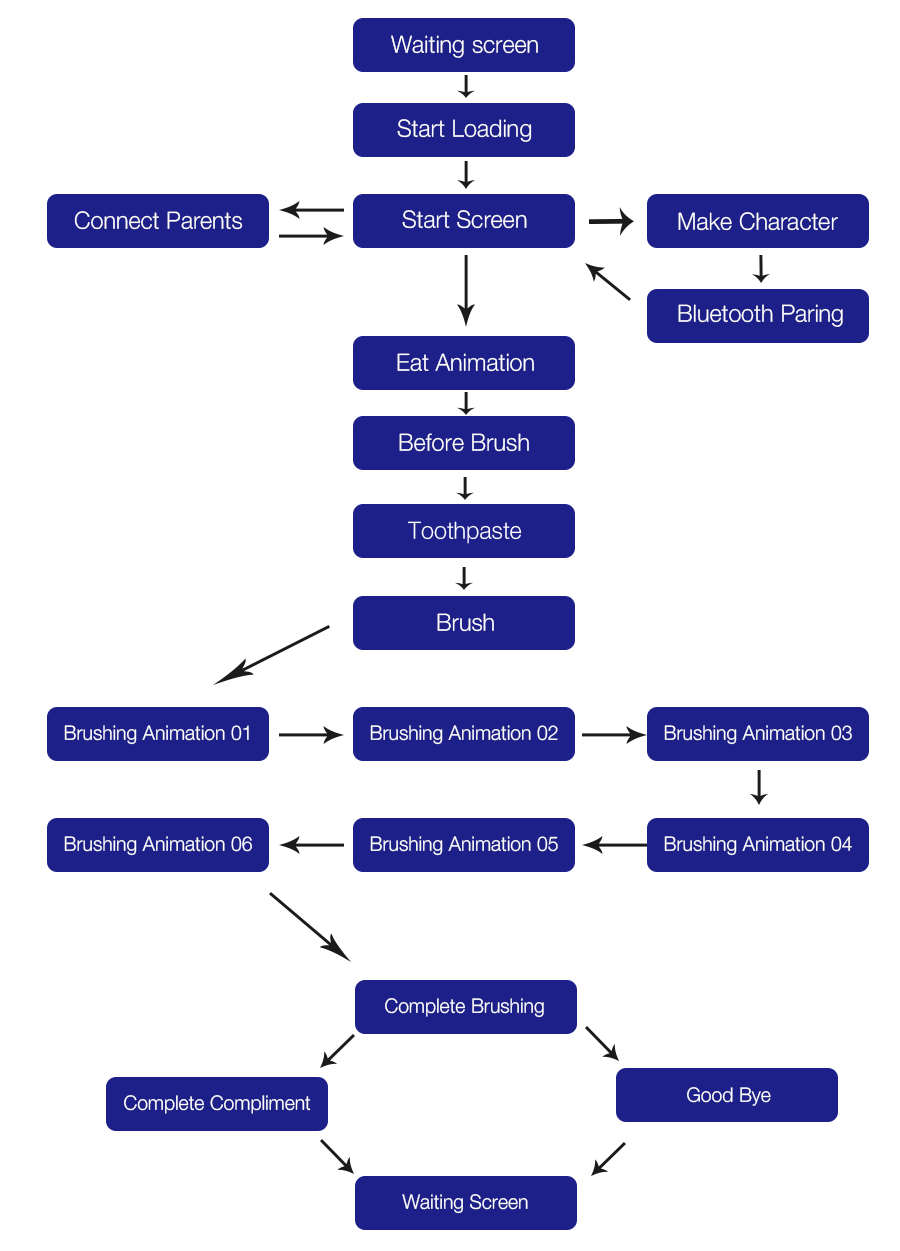 Waiting screen
Start Loading
Connect Parents
Start Screen
Make Character
Bluetooth Paring
Eat Animation
Before Brush
Toothpaste
Brush
Brushing Animation 01
Brushing Animation 02
Brushing Animation 03
Brushing Animation 06
Brushing Animation 05
Brushing Animation 04
Complete Brushing
Complete Compliment
Good Bye
Waiting Screen